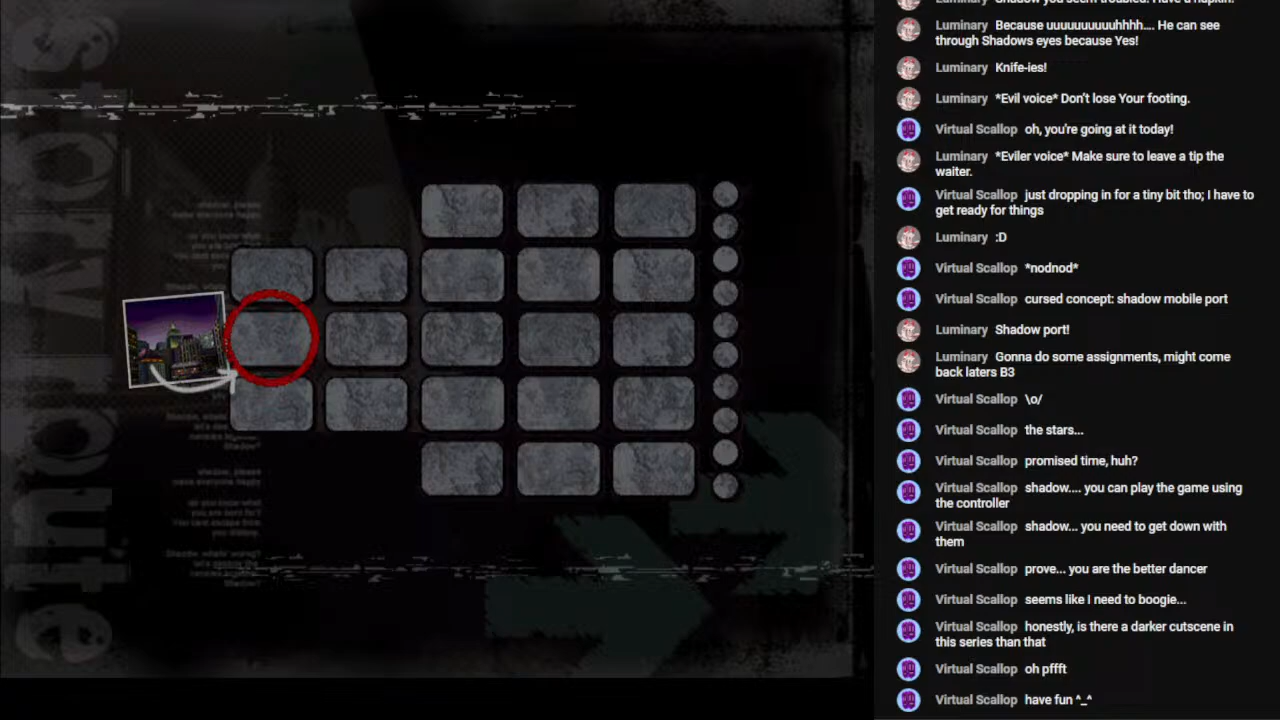 Shadow you seem troubled. Have a napkin.
Luminary Because uuuuuuuuuuhhhh.... He can see
through Shadows eyes because Yes!
Luminary Knife-ies!
Luminary *Evil voice* Don't lose Your footing.
Virtual Scallop oh, you're going at it today!
Luminary *Eviler voice* Make sure to leave a tip the
waiter.
Virtual Scallop just dropping in for a tiny bit tho; I have to
get ready for things
Luminary :D
Virtual Scallop *nodnod*
Virtual Scallop cursed concept: shadow mobile port
Luminary Shadow port!
Luminary Gonna do some assignments, might come
back laters B3
Virtual Scallop \o/
Virtual Scallop the stars...
Virtual Scallop promised time, huh?
Virtual Scallop shadow.... you can play the game using
the controller
Virtual Scallop shadow... you need to get down with
them
Virtual Scallop prove... you are the better dancer
Virtual Scallop seems like I need to boogie...
Virtual Scallop honestly, is there a darker cutscene in
this series than that
Virtual Scallop oh pffft
Virtual Scallop have fun ^_^